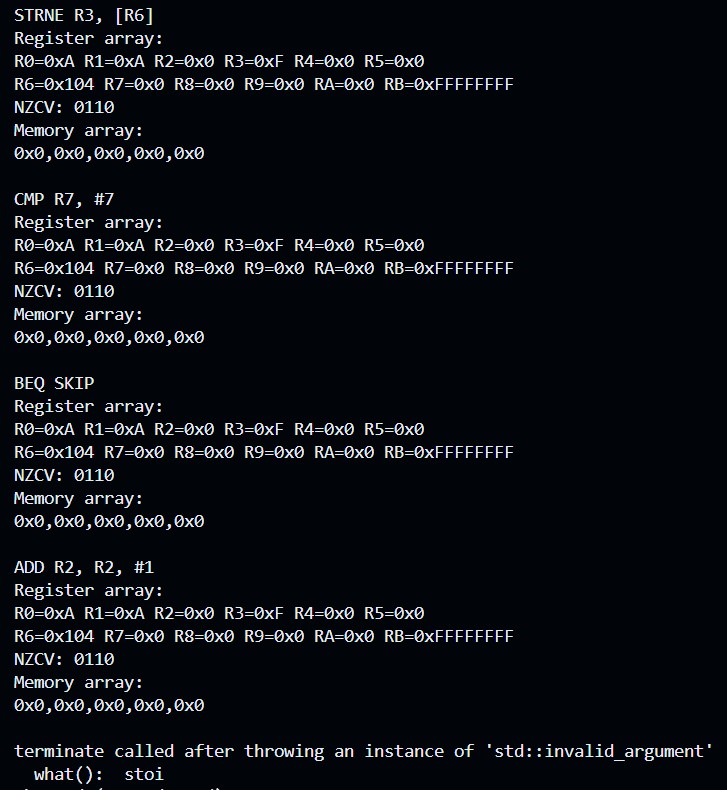 STRNE R3, [R6]
Register array:
R0=0xA R1=0xA R2=0x0 R3=0xF R4=0x0 R5=0x0
R6=0x104 R7=0x0 R8=0x0 R9=0x0 RA=0x0 RB=0xFFFFFFFF
NZCV: 0110
Memory array:
0x0,0x0,0x0,0x0,0x0

CMP R7, #7
Register array:
R0=0xA R1=0xA R2=0x0 R3=0xF R4=0x0 R5=0x0
R6=0x104 R7=0x0 R8=0x0 R9=0x0 RA=0x0 RB=0xFFFFFFFF
NZCV: 0110
Memory array:
0x0,0x0,0x0,0x0,0x0

BEQ SKIP
Register array:
R0=0xA R1=0xA R2=0x0 R3=0xF R4=0x0 R5=0x0
R6=0x104 R7=0x0 R8=0x0 R9=0x0 RA=0x0 RB=0xFFFFFFFF
NZCV: 0110
Memory array:
0x0,0x0,0x0,0x0,0x0

ADD R2, R2, #1
Register array:
R0=0xA R1=0xA R2=0x0 R3=0xF R4=0x0 R5=0x0
R6=0x104 R7=0x0 R8=0x0 R9=0x0 RA=0x0 RB=0xFFFFFFFF
NZCV: 0110
Memory array:
0x0,0x0,0x0,0x0,0x0

terminate called after throwing an instance of 'std::invalid_argument'
  what():  stoi